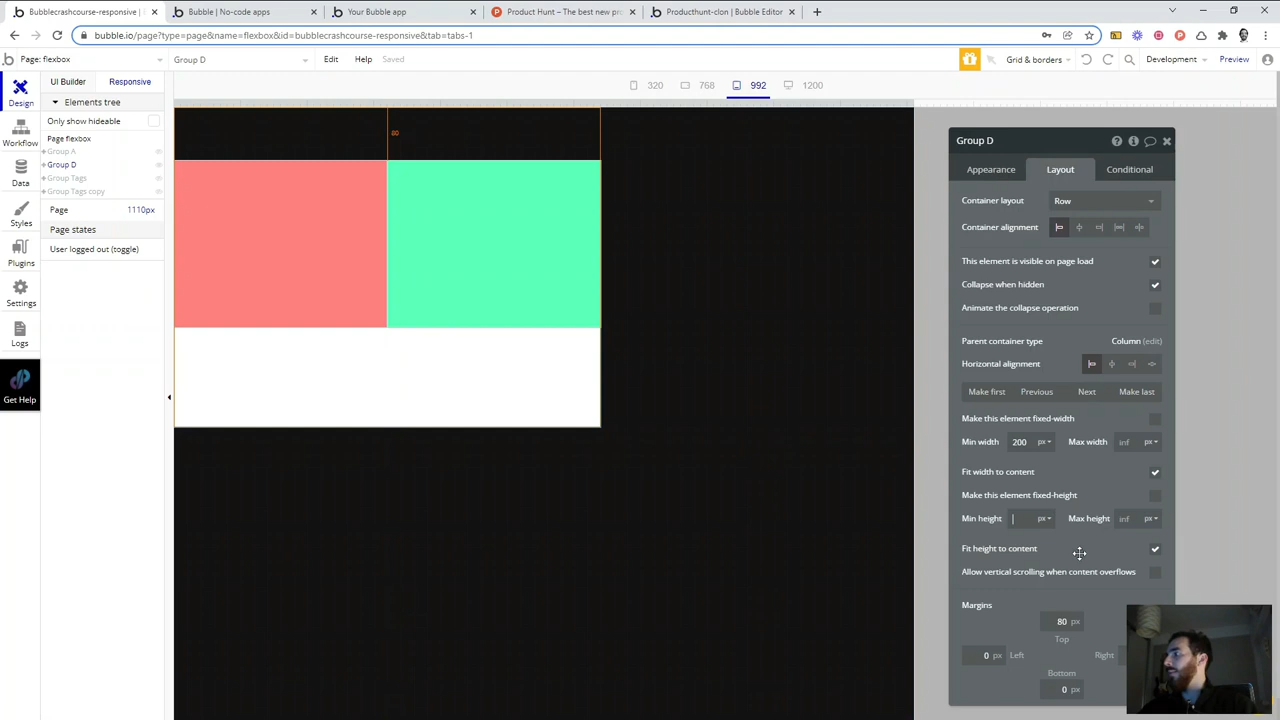 Bubblecrashcourse-responsive |
Bubble | No-code apps
Your Bubble app
Product Hunt – The best new pro
Producthunt-clon | Bubble Editor
bubble.io/page?type=page&name=flexbox&id=bubblecrashcourse-responsive&tab=tabs-1
Page: flexbox
Group D
Edit
Help
Saved
Grid & borders
Development
Preview
Design
Workflow
Data
Styles
Plugins
Settings
Logs
Get Help
UI Builder
Responsive
Elements tree
Only show hideable
Page flexbox
Group A
Group D
Group Tags
Group Tags copy
Page 1110px
Page states
User logged out (toggle)
320
768
992
1200
80
Group D
Appearance
Layout
Conditional
Container layout Row
Container alignment
This element is visible on page load
Collapse when hidden
Animate the collapse operation
Parent container type Column (edit)
Horizontal alignment
Make first Previous Next Make last
Make this element fixed-width
Min width 200 px Max width inf px
Fit width to content
Make this element fixed-height
Min height px Max height inf px
Fit height to content
Allow vertical scrolling when content overflows
Margins
80 px
Top
0 px Left Right
Bottom
0 px